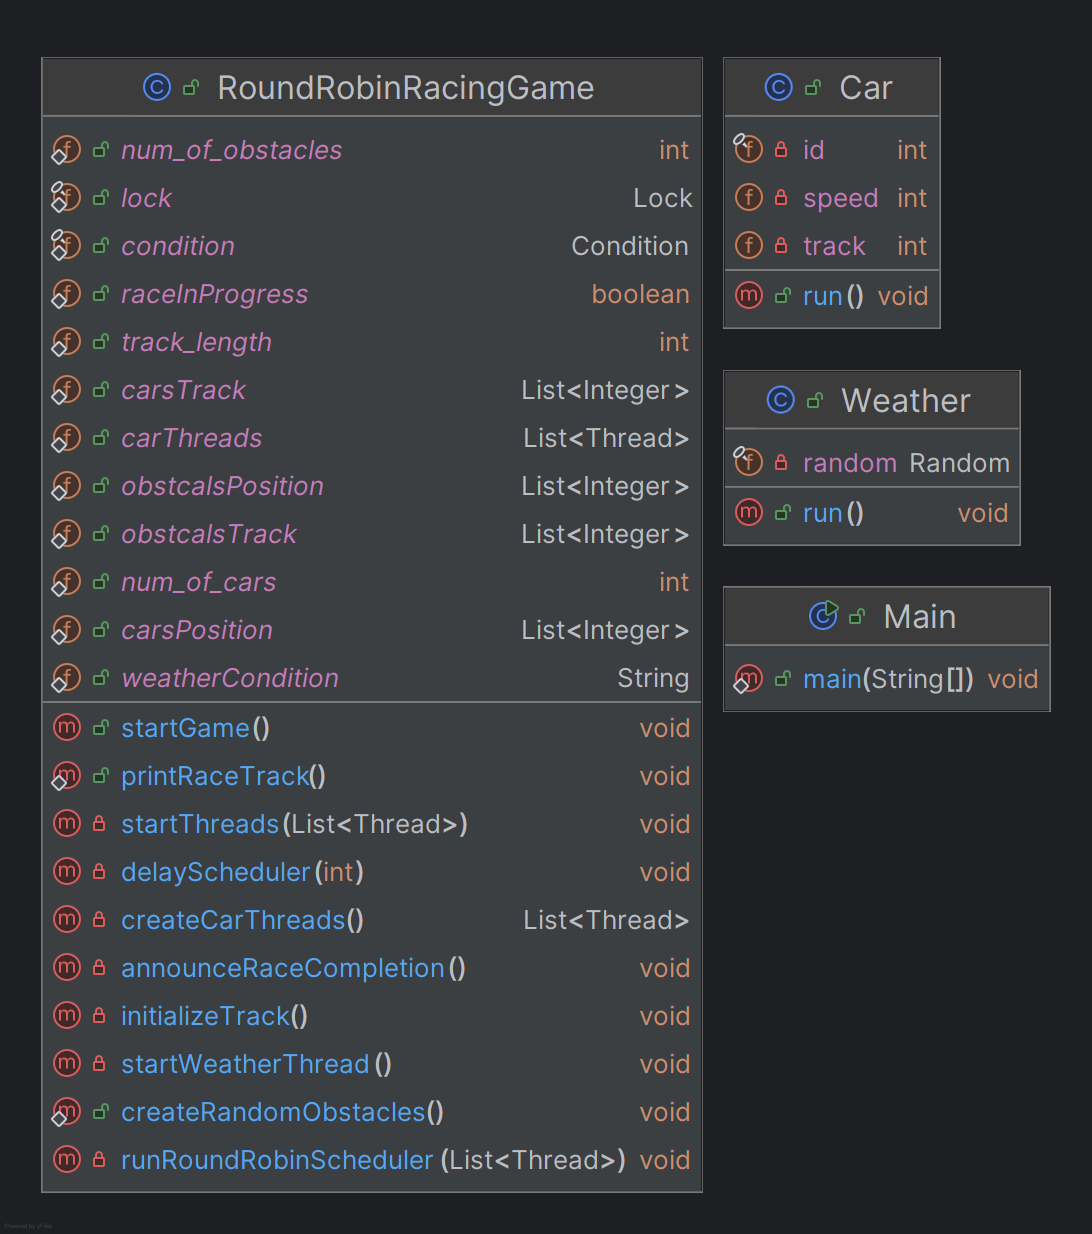 RoundRobinRacingGame
num_of_obstacles int
lock Lock
condition Condition
raceInProgress boolean
track_length int
carsTrack List<Integer>
carThreads List<Thread>
obstcalsPosition List<Integer>
obstcalsTrack List<Integer>
num_of_cars int
carsPosition List<Integer>
weatherCondition String
startGame() void
printRaceTrack() void
startThreads(List<Thread>) void
delayScheduler(int) void
createCarThreads() List<Thread>
announceRaceCompletion() void
initializeTrack() void
startWeatherThread() void
createRandomObstacles() void
runRoundRobinScheduler(List<Thread>) void
Car
id int
speed int
track int
run() void
Weather
random Random
run() void
Main
main(String[]) void
Powered by yFiles